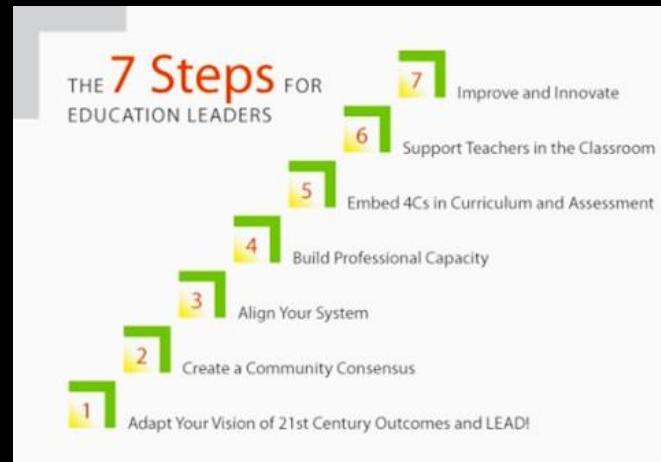 THE 7 Steps FOR
EDUCATION LEADERS
7 Improve and Innovate
6 Support Teachers in the Classroom
5 Embed 4Cs in Curriculum and Assessment
4 Build Professional Capacity
3 Align Your System
2 Create a Community Consensus
1 Adapt Your Vision of 21st Century Outcomes and LEAD!